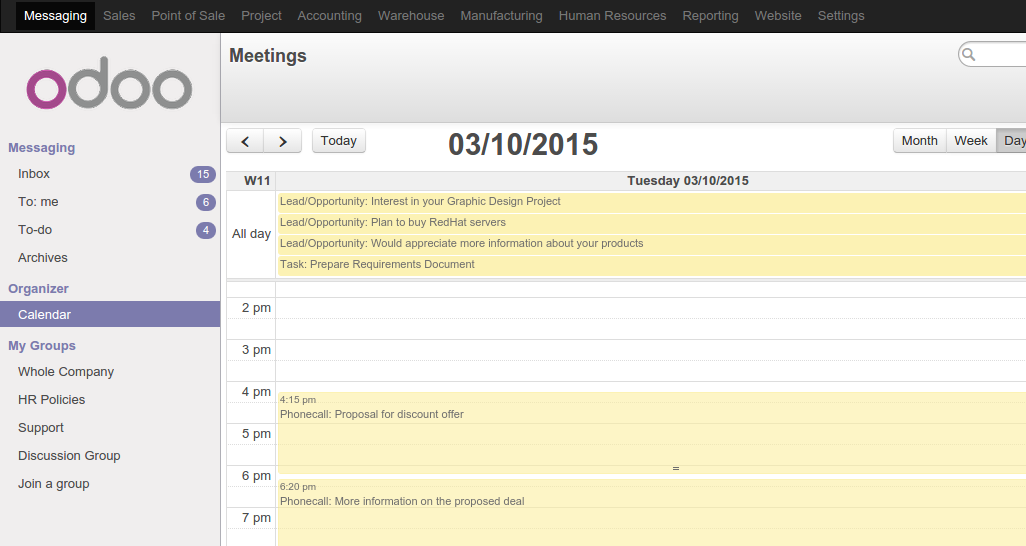 Messaging Sales Point of Sale Project Accounting Warehouse Manufacturing Human Resources Reporting Website Settings
odoo
Messaging
Inbox 15
To: me 6
To-do 4
Archives
Organizer
Calendar
My Groups
Whole Company
HR Policies
Support
Discussion Group
Join a group
Meetings
Today
03/10/2015
Month Week Day
W11 Tuesday 03/10/2015
All day
Lead/Opportunity: Interest in your Graphic Design Project
Lead/Opportunity: Plan to buy RedHat servers
Lead/Opportunity: Would appreciate more information about your products
Task: Prepare Requirements Document
2 pm
3 pm
4 pm
4:15 pm
Phonecall: Proposal for discount offer
5 pm
6 pm
6:20 pm
Phonecall: More information on the proposed deal
7 pm